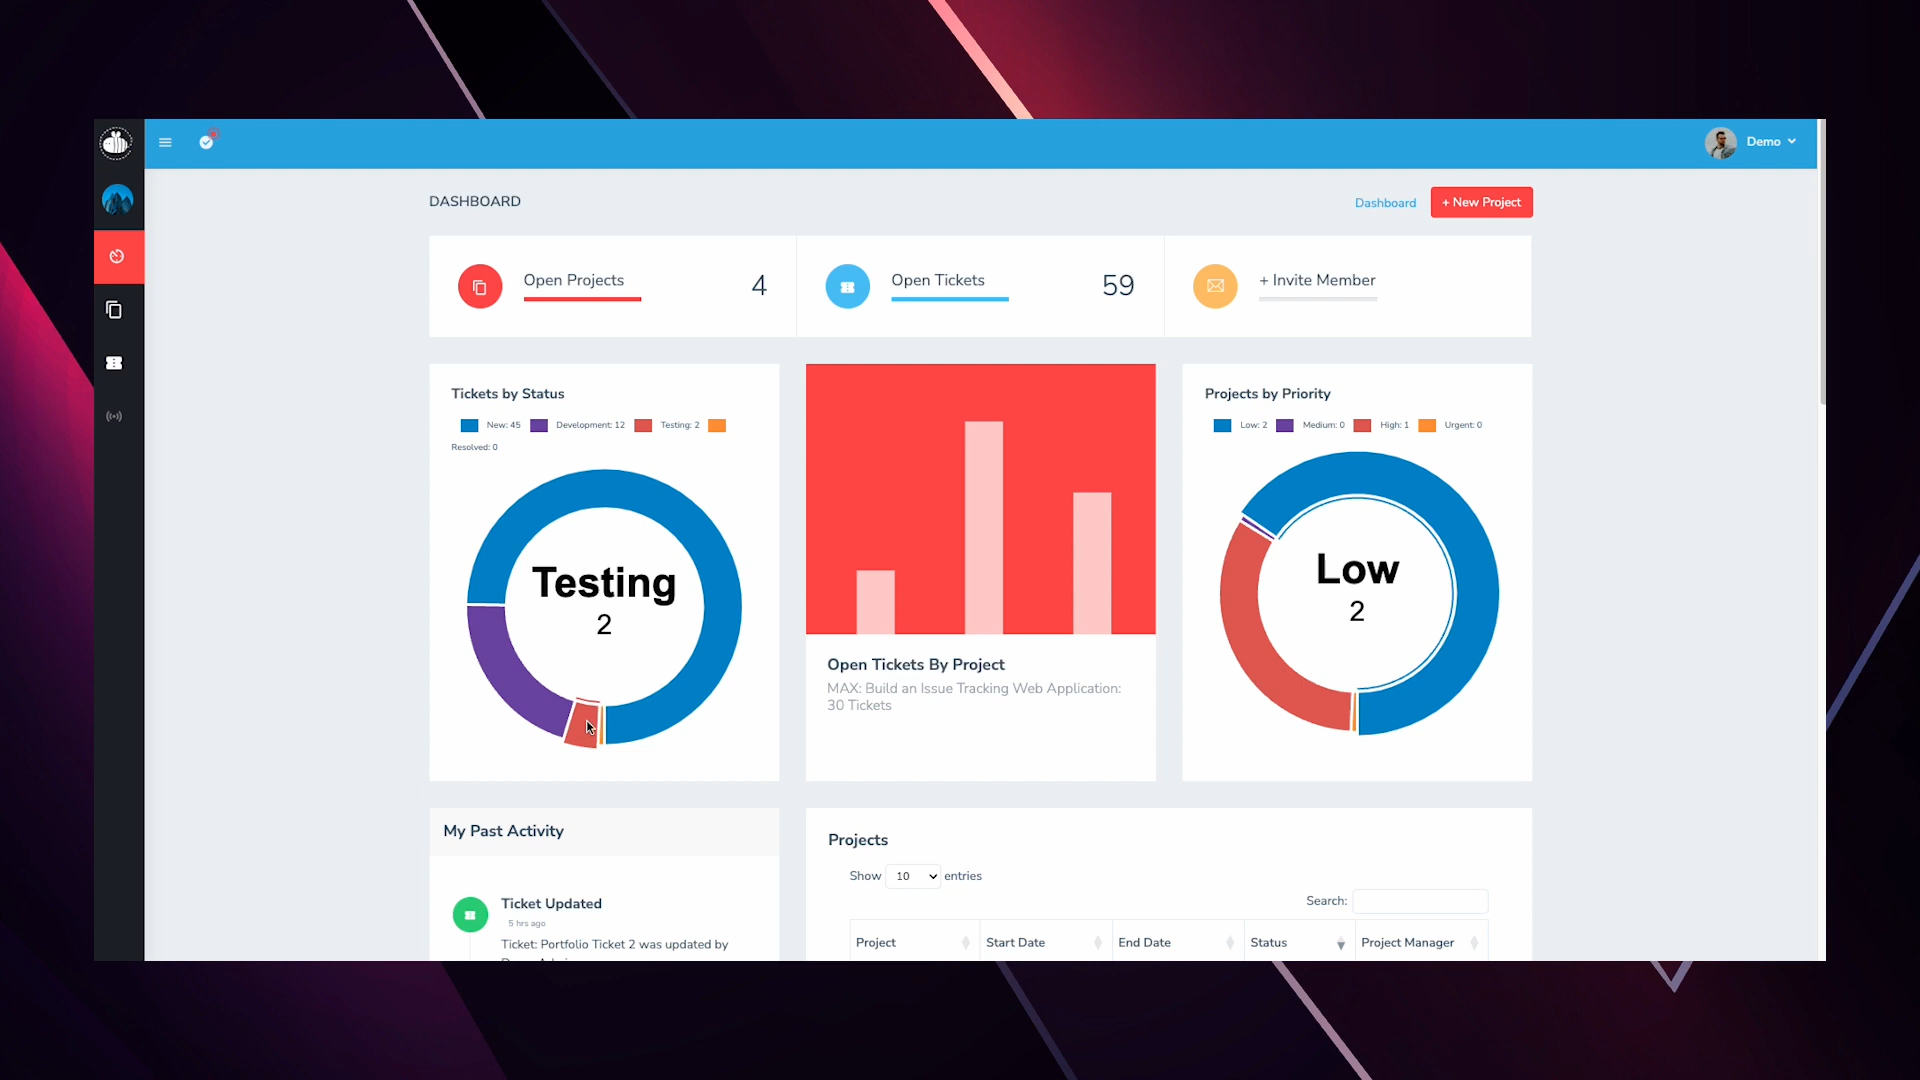 Demo
DASHBOARD
Dashboard
+ New Project
Open Projects
4
Open Tickets
59
+ Invite Member
Tickets by Status
New: 45
Development: 12
Testing: 2
Resolved: 0
Testing
2
Open Tickets By Project
MAX: Build an Issue Tracking Web Application:
30 Tickets
Projects by Priority
Low: 2
Medium: 0
High: 1
Urgent: 0
Low
2
My Past Activity
Ticket Updated
5 hrs ago
Ticket: Portfolio Ticket 2 was updated by
Projects
Show 10 entries
Search:
Project
Start Date
End Date
Status
Project Manager